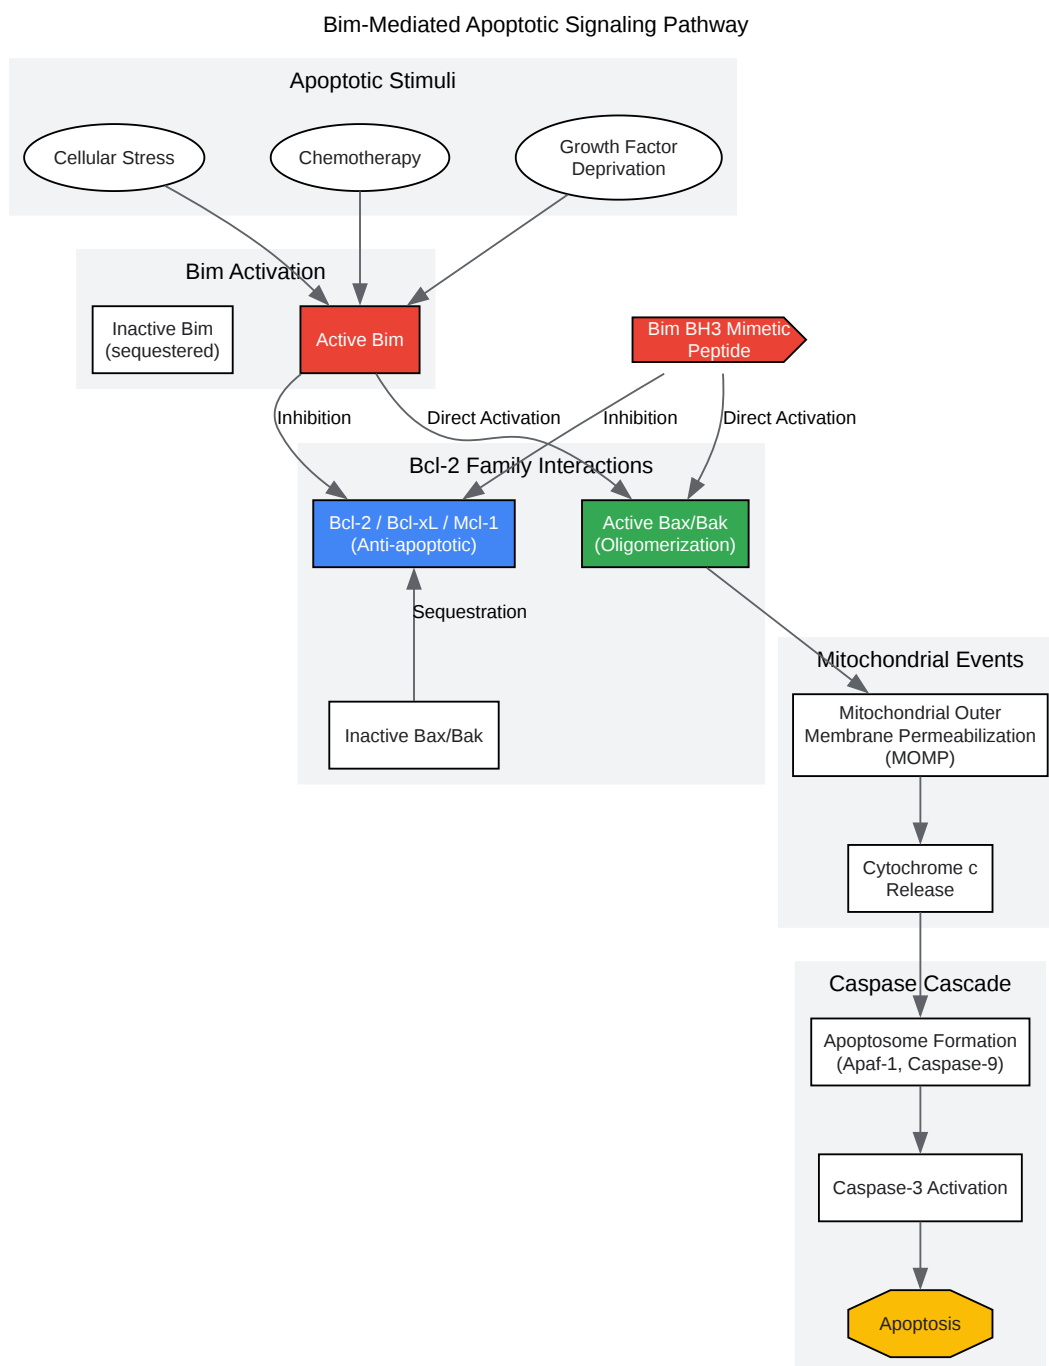 Bim-Mediated Apoptotic Signaling Pathway
Apoptotic Stimuli
Cellular Stress
Chemotherapy
Growth Factor
Deprivation
Bim Activation
Inactive Bim
(sequestered)
Active Bim
Bim BH3 Mimetic
Peptide
Inhibition
Direct Activation
Inhibition
Direct Activation
Bcl-2 Family Interactions
Bcl-2 / Bcl-xL / Mcl-1
(Anti-apoptotic)
Active Bax/Bak
(Oligomerization)
Sequestration
Inactive Bax/Bak
Mitochondrial Events
Mitochondrial Outer
Membrane Permeabilization
(MOMP)
Cytochrome c
Release
Caspase Cascade
Apoptosome Formation
(Apaf-1, Caspase-9)
Caspase-3 Activation
Apoptosis